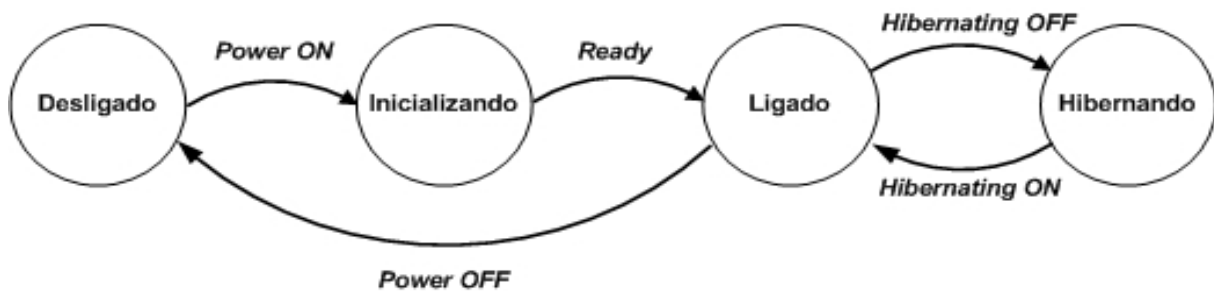 Hibernating OFF
Power ON
Ready
Desligado
Inicializando
Ligado
Hibernando
Hibernating ON
Power OFF